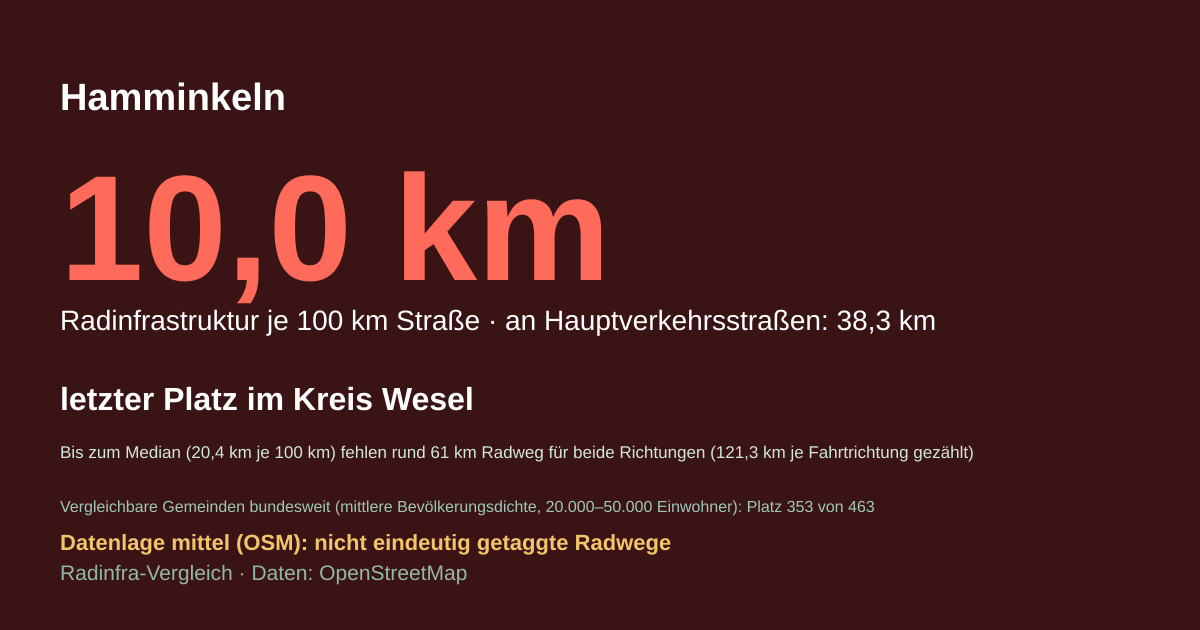 Hamminkeln
10,0 km
Radinfrastruktur je 100 km Straße · an Hauptverkehrsstraßen: 38,3 km
letzter Platz im Kreis Wesel
Bis zum Median (20,4 km je 100 km) fehlen rund 61 km Radweg für beide Richtungen (121,3 km je Fahrtrichtung gezählt)
Vergleichbare Gemeinden bundesweit (mittlere Bevölkerungsdichte, 20.000–50.000 Einwohner): Platz 353 von 463
Datenlage mittel (OSM): nicht eindeutig getaggte Radwege
Radinfra-Vergleich · Daten: OpenStreetMap